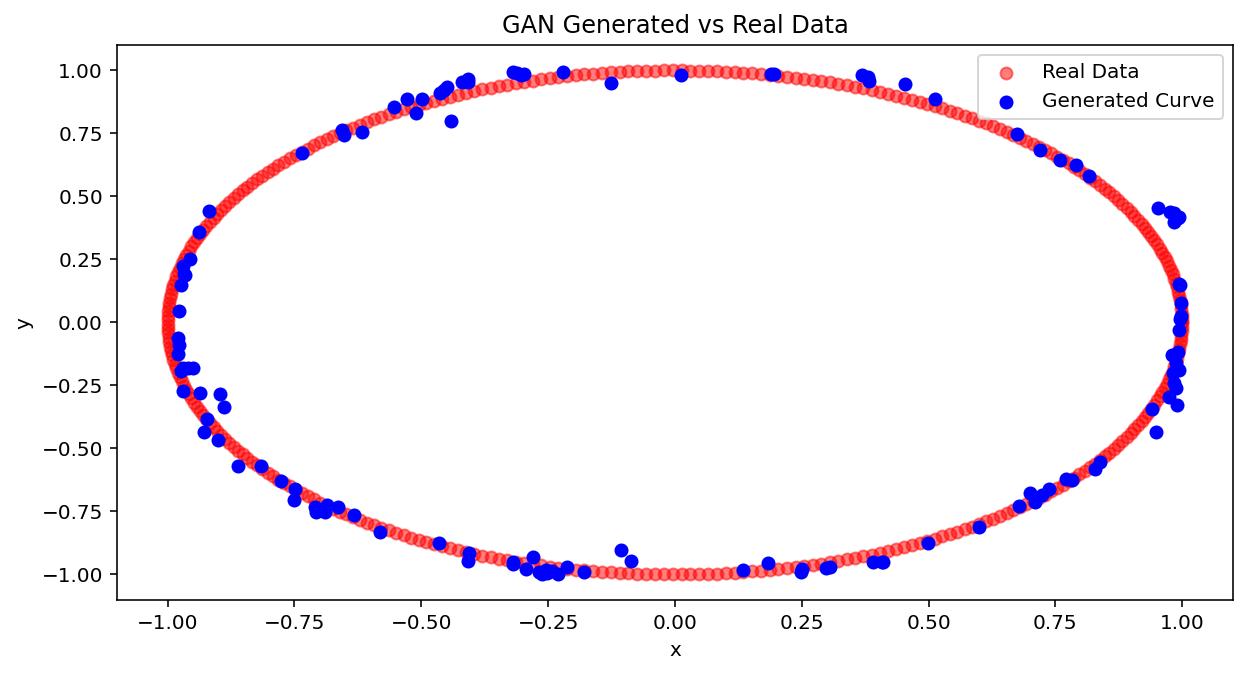 GAN Generated vs Real Data
Real Data
Generated Curve
1.00
0.75
0.50
0.25
0.00
−0.25
−0.50
−0.75
−1.00
y
−1.00 −0.75 −0.50 −0.25 0.00 0.25 0.50 0.75 1.00
x